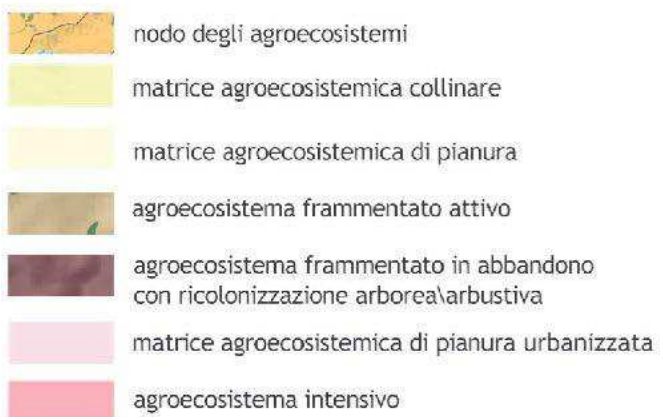 nodo degli agroecosistemi
matrice agroecosistemica collinare
matrice agroecosistemica di pianura
agroecosistema frammentato attivo
agroecosistema frammentato in abbandono
con ricolonizzazione arborea\arbustiva
matrice agroecosistemica di pianura urbanizzata
agroecosistema intensivo